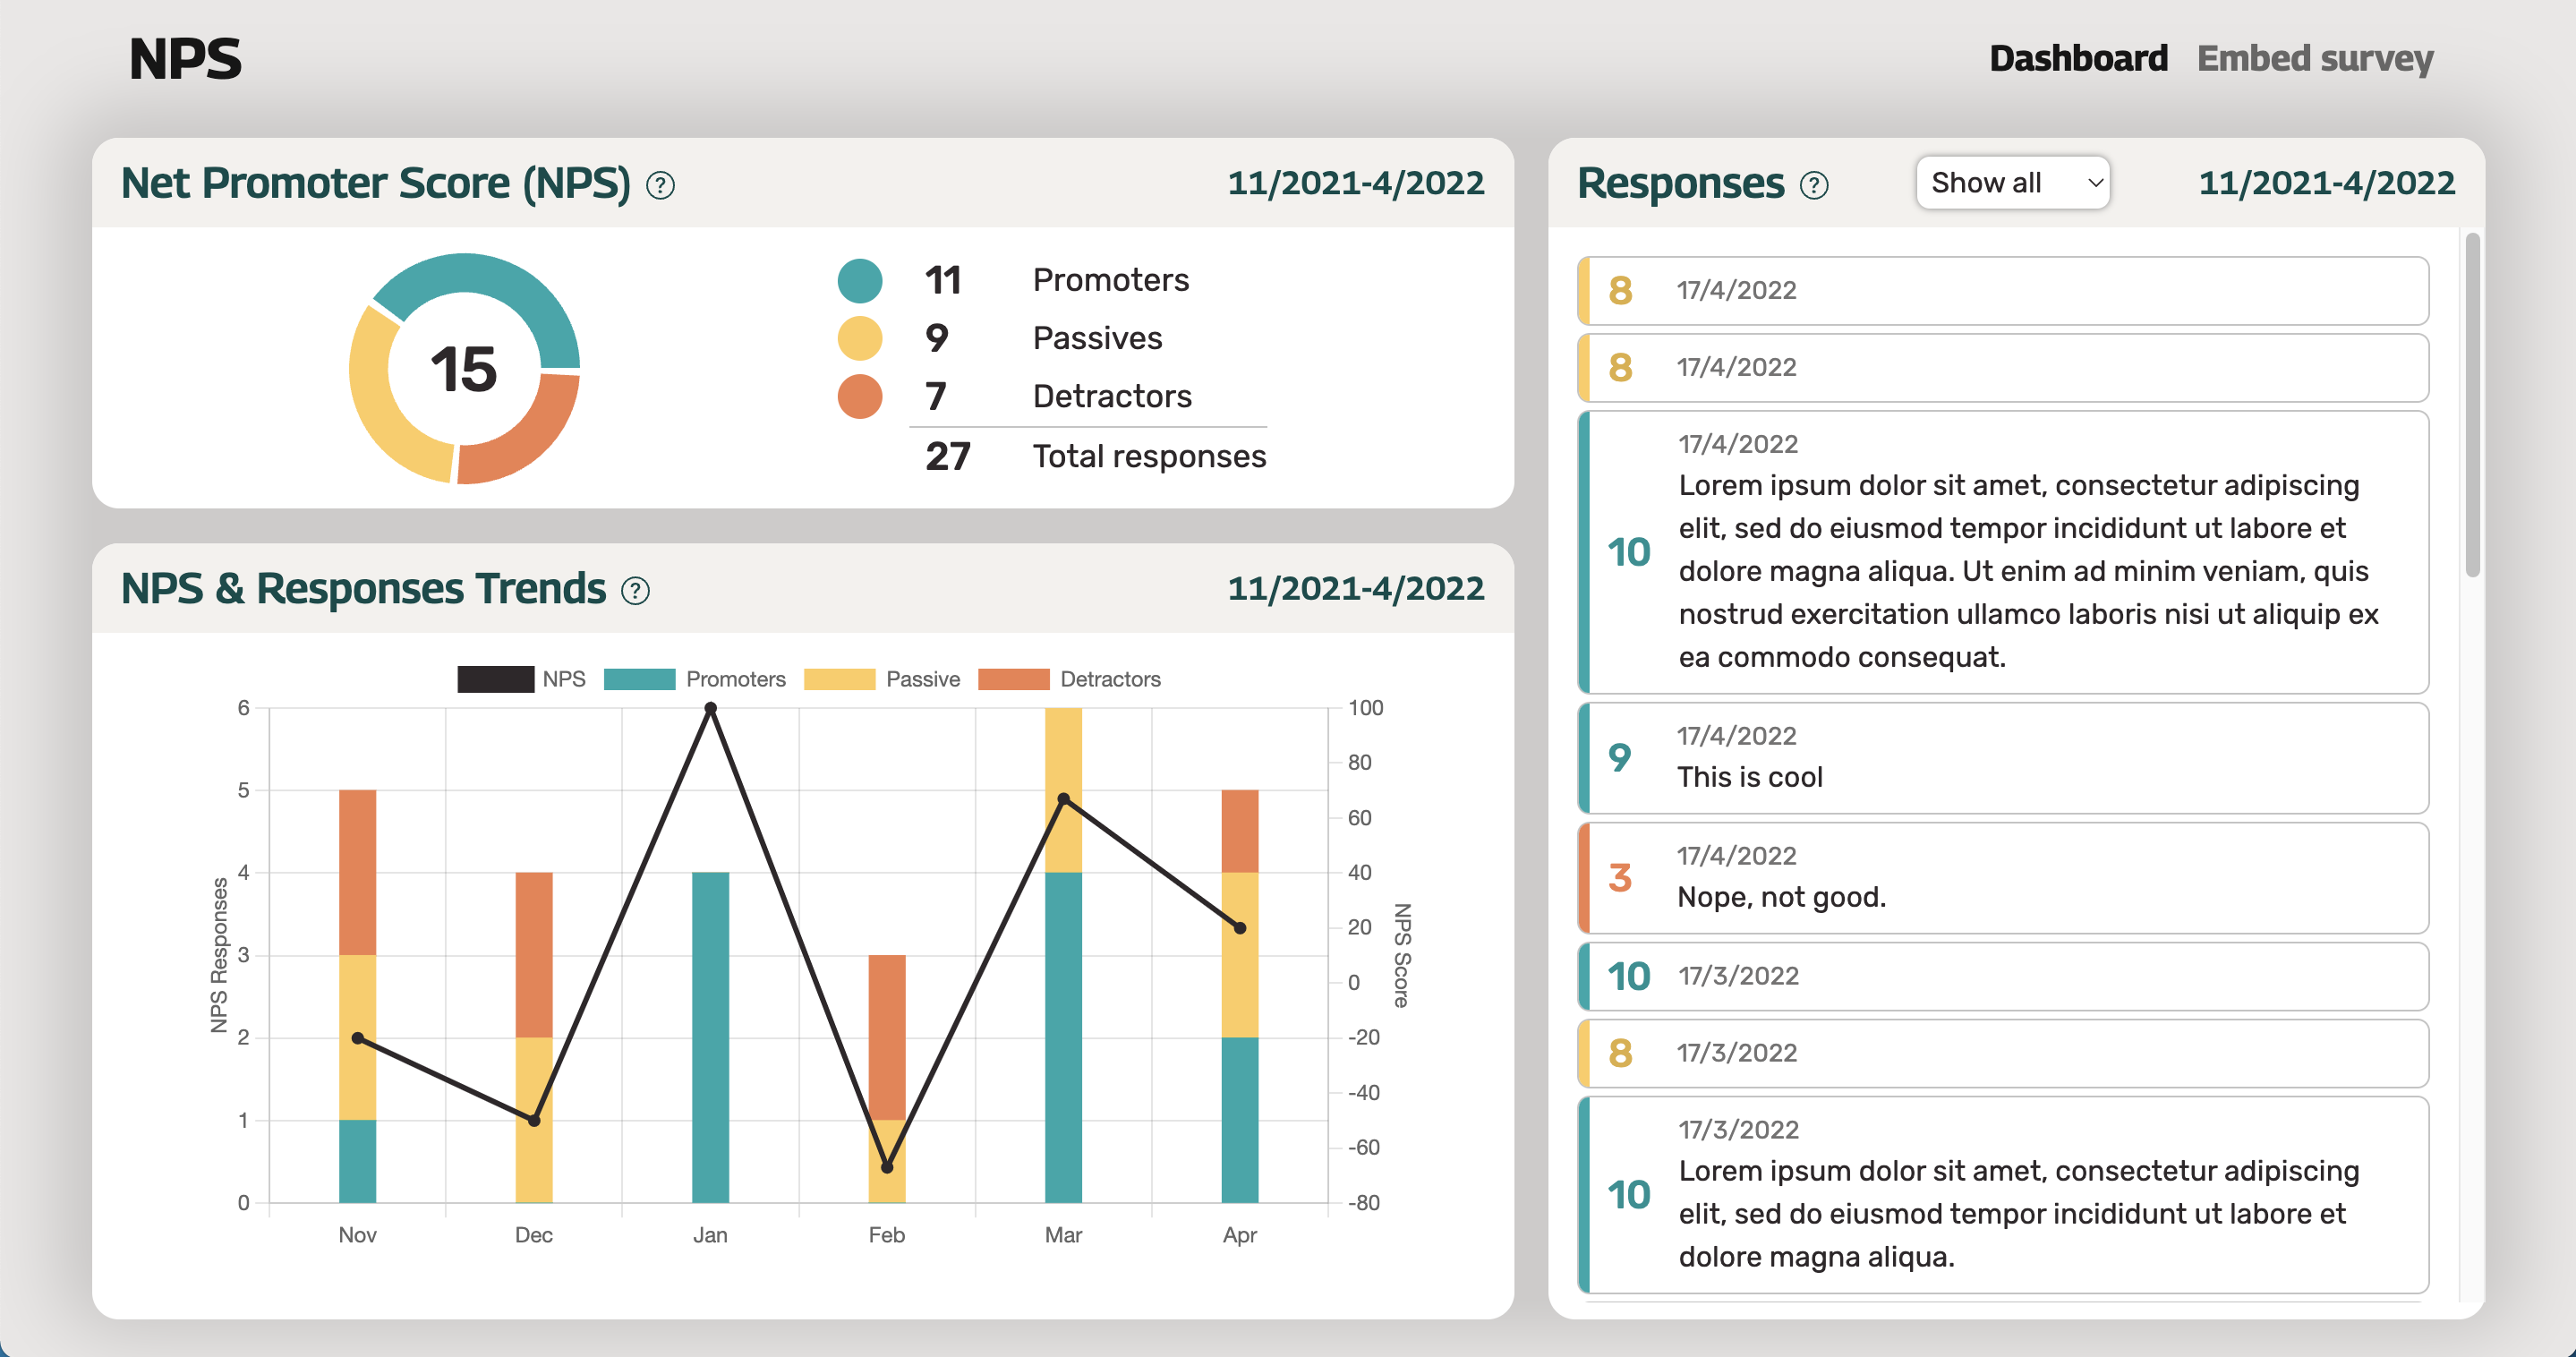 NPS
Dashboard Embed survey
Net Promoter Score (NPS) ? 11/2021-4/2022
15
11 Promoters
9 Passives
7 Detractors
27 Total responses
NPS & Responses Trends ? 11/2021-4/2022
NPS Promoters Passive Detractors
NPS Responses
6
5
4
3
2
1
0
100
80
60
40
20
0
-20
-40
-60
-80
NPS Score
Nov Dec Jan Feb Mar Apr
Responses ? Show all 11/2021-4/2022
8 17/4/2022
8 17/4/2022
10
17/4/2022
Lorem ipsum dolor sit amet, consectetur adipiscing
elit, sed do eiusmod tempor incididunt ut labore et
dolore magna aliqua. Ut enim ad minim veniam, quis
nostrud exercitation ullamco laboris nisi ut aliquip ex
ea commodo consequat.
9
17/4/2022
This is cool
3
17/4/2022
Nope, not good.
10 17/3/2022
8 17/3/2022
10
17/3/2022
Lorem ipsum dolor sit amet, consectetur adipiscing
elit, sed do eiusmod tempor incididunt ut labore et
dolore magna aliqua.